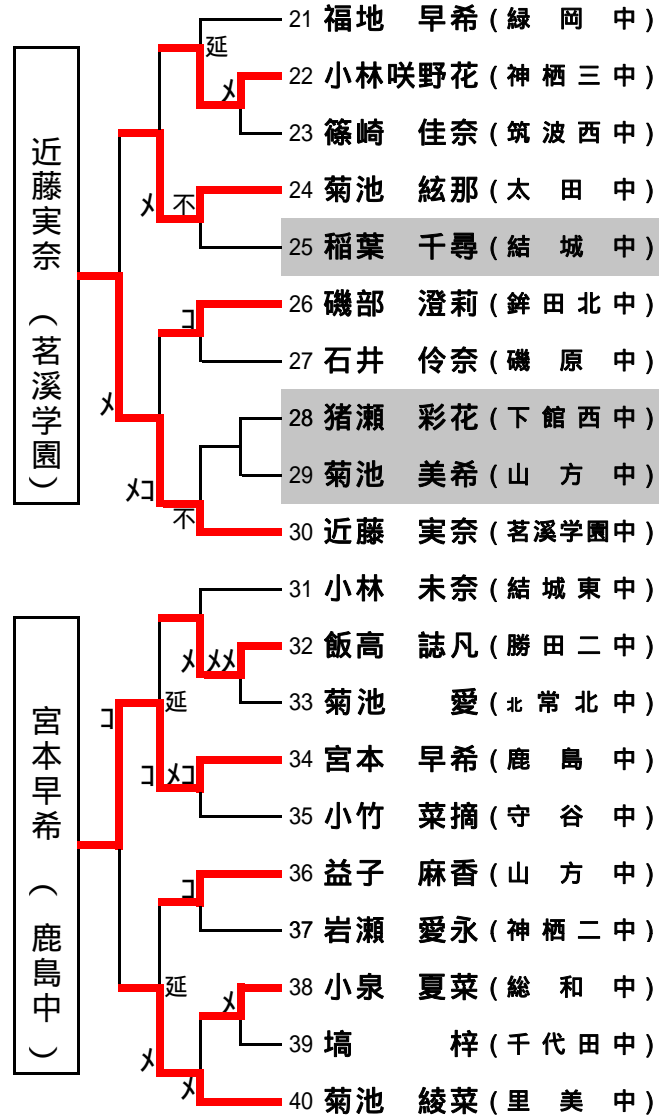 近藤実奈 (茗溪学園)
21 福地 早希 (緑岡中)
延
22 小林咲野花 (神栖三中)
メ
23 篠崎 佳奈 (筑波西中)
24 菊池 絃那 (太田中)
メ 不
25 稲葉 千尋 (結城中)
26 磯部 澄莉 (鉾田北中)
コ
27 石井 伶奈 (磯原中)
メ
28 猪瀬 彩花 (下館西中)
29 菊池 美希 (山方中)
メコ
不
30 近藤 実奈 (茗溪学園中)
宮本早希 (鹿島中)
31 小林 未奈 (結城東中)
32 飯高 誌凡 (勝田二中)
メ メメ
33 菊池 愛 (北常北中)
延
コ
34 宮本 早希 (鹿島中)
コ メコ
35 小竹 菜摘 (守谷中)
36 益子 麻香 (山方中)
コ
37 岩瀬 愛永 (神栖二中)
38 小泉 夏菜 (総和中)
延
メ
39 塙 梓 (千代田中)
メ
メ
40 菊池 綾菜 (里美中)